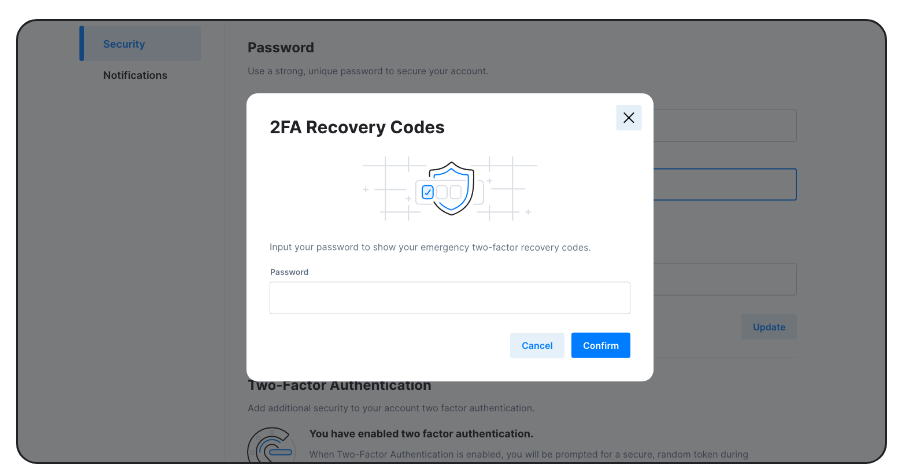 Security
Notifications
Password
Use a strong, unique password to secure your account.
2FA Recovery Codes
Input your password to show your emergency two-factor recovery codes.
Password
Cancel
Confirm
Update
Two-Factor Authentication
Add additional security to your account two factor authentication.
You have enabled two factor authentication.
When Two-Factor Authentication is enabled, you will be prompted for a secure, random token during